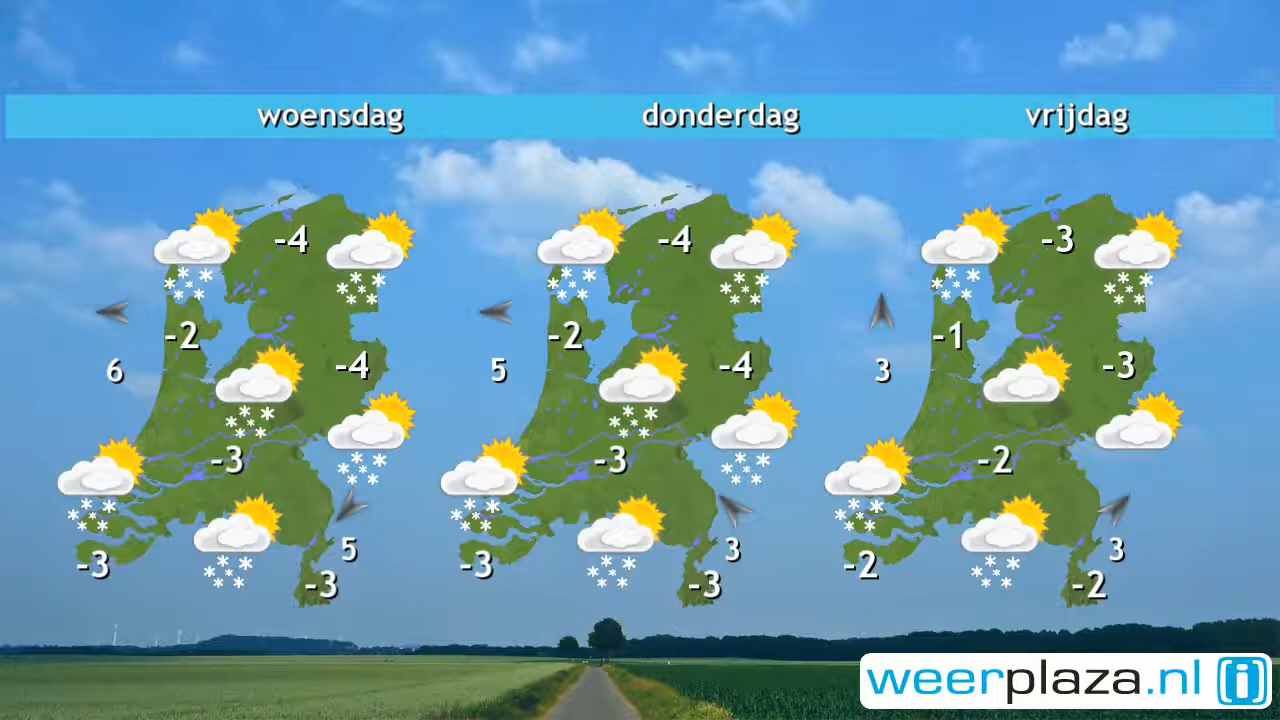 woensdag donderdag vrijdag
-4 -4 -3
-2 -2 -1
6 -4 5 -4 3 -3
-3 -3 -2
5 3 3
-3 -3 -3 -3 -2 -2
weerplaza.nl i